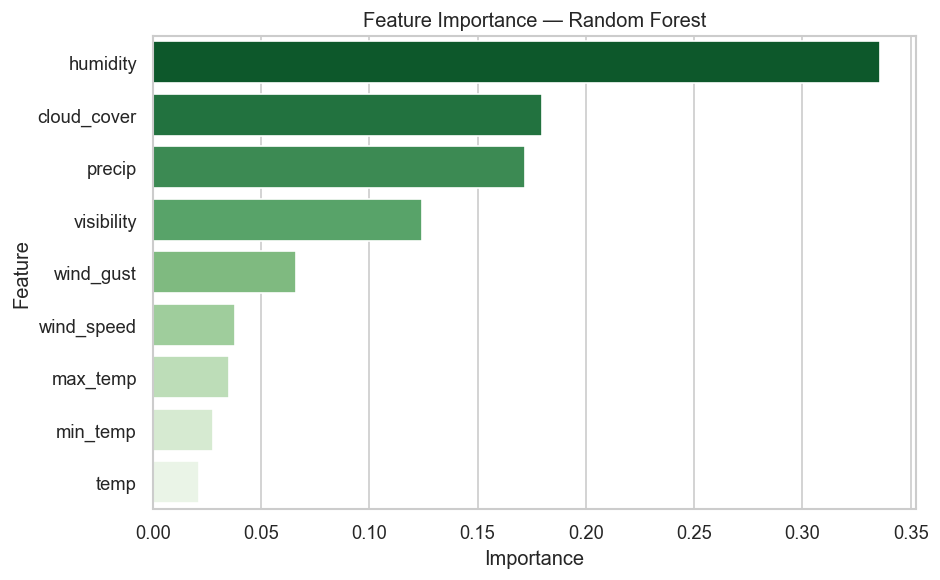 Feature Importance — Random Forest
Feature
humidity
cloud_cover
precip
visibility
wind_gust
wind_speed
max_temp
min_temp
temp
0.00 0.05 0.10 0.15 0.20 0.25 0.30 0.35
Importance